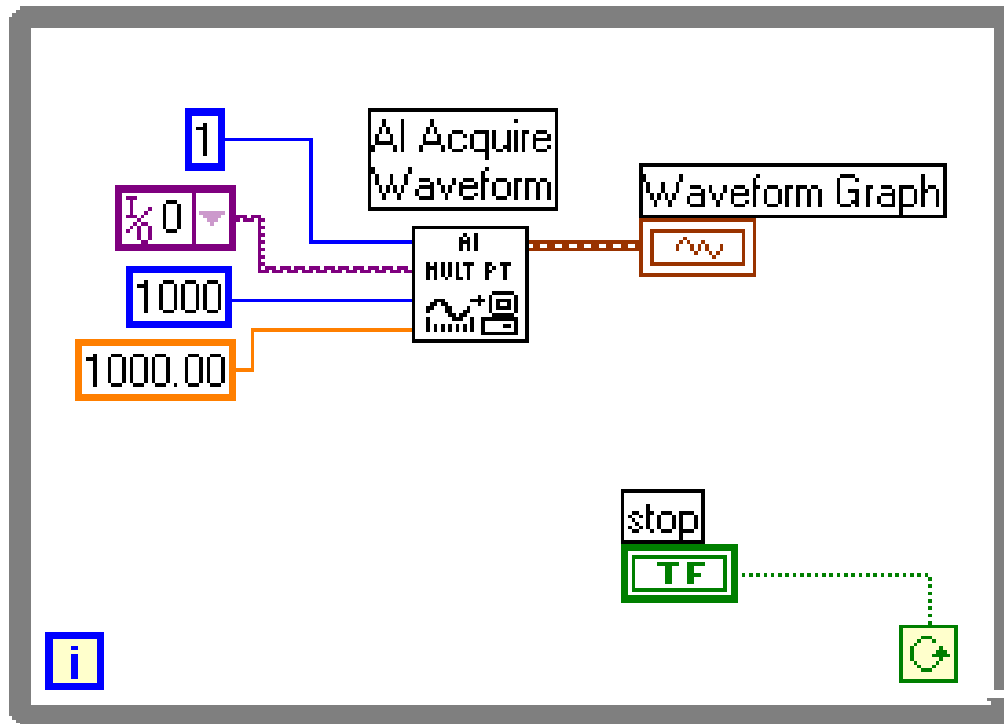 1
AI Acquire
Waveform
Waveform Graph
I/O 0
AI
MULT PT
1000
1000.00
stop
TF
i